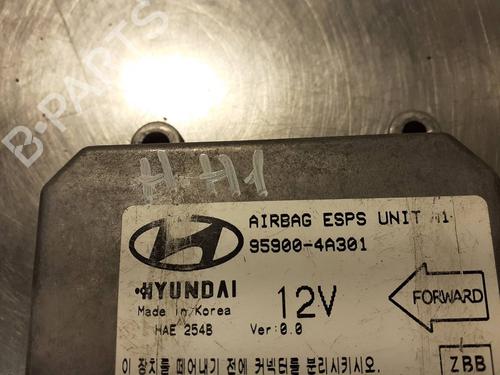 B-PARTS
H H1
AIRBAG ESPS UNIT
95900-4A301
HYUNDAI
12V
FORWARD
Made in Korea
HAE 254B
Ver:0.0
이 장치를 떼어내기 전에 커넥터를 분리시키시오.
ZBB